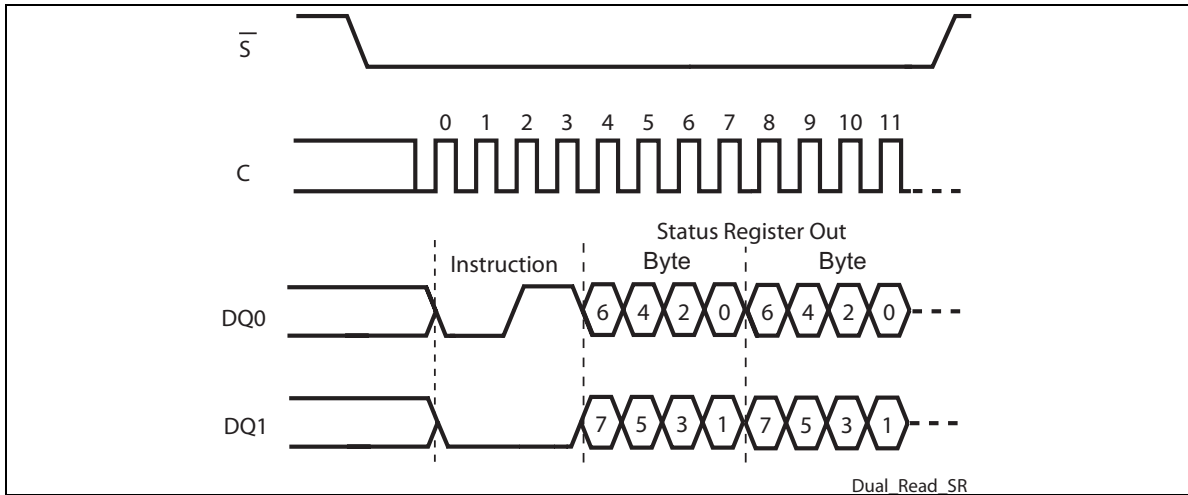 S̅
0 1 2 3 4 5 6 7 8 9 10 11
C
Status Register Out
Instruction Byte Byte
DQ0 6 4 2 0 6 4 2 0
DQ1 7 5 3 1 7 5 3 1
Dual_Read_SR